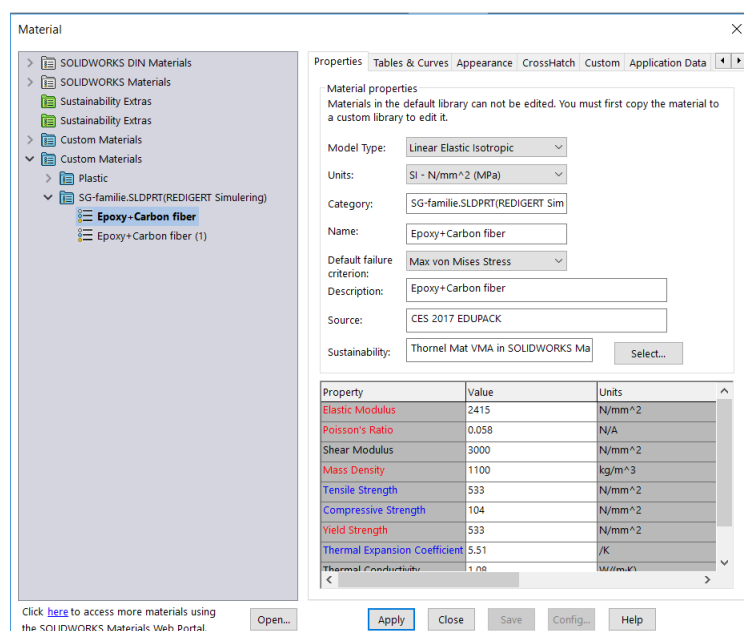 Material
SOLIDWORKS DIN Materials
SOLIDWORKS Materials
Sustainability Extras
Sustainability Extras
Custom Materials
Custom Materials
Plastic
SG-familie.SLDPRT(REDIGERT Simulering)
Epoxy+Carbon fiber
Epoxy+Carbon fiber (1)
Click here to access more materials using
the SOLIDWORKS Materials Web Portal.
Open...
Properties Tables & Curves Appearance CrossHatch Custom Application Data
Material properties
Materials in the default library can not be edited. You must first copy the material to
a custom library to edit it.
Model Type: Linear Elastic Isotropic
Units: SI - N/mm^2 (MPa)
Category: SG-familie.SLDPRT(REDIGERT Sim
Name: Epoxy+Carbon fiber
Default failure
criterion: Max von Mises Stress
Description: Epoxy+Carbon fiber
Source: CES 2017 EDUPACK
Sustainability: Thornel Mat VMA in SOLIDWORKS Ma Select...
Property Value Units
Elastic Modulus 2415 N/mm^2
Poisson's Ratio 0.058 N/A
Shear Modulus 3000 N/mm^2
Mass Density 1100 kg/m^3
Tensile Strength 533 N/mm^2
Compressive Strength 104 N/mm^2
Yield Strength 533 N/mm^2
Thermal Expansion Coefficient 5.51 /K
Thermal Conductivity 1.08 W/(m·K)
Apply Close Save Config... Help